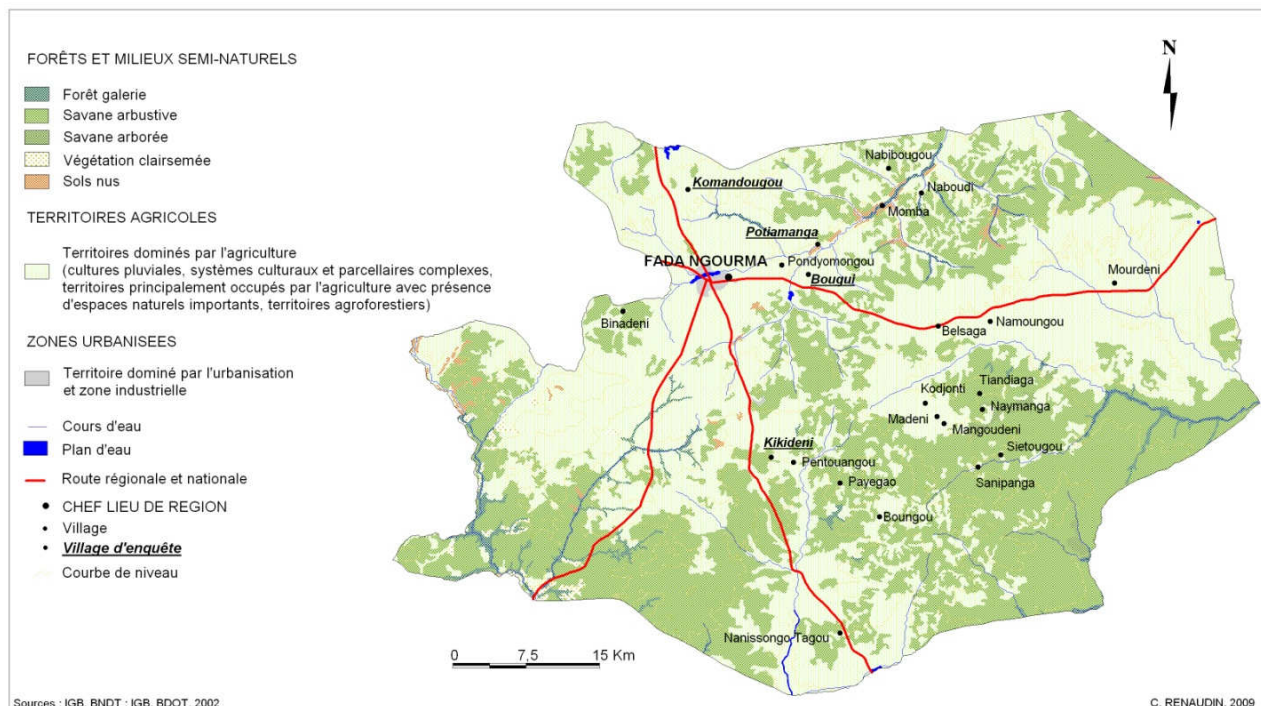 FORÊTS ET MILIEUX SEMI-NATURELS
Forêt galerie
Savane arbustive
Savane arborée
Végétation clairsemée
Sols nus
TERRITOIRES AGRICOLES
Territoires dominés par l'agriculture
(cultures pluviales, systèmes culturaux et parcellaires complexes,
territoires principalement occupés par l'agriculture avec présence
d'espaces naturels importants, territoires agroforestiers)
ZONES URBANISEES
Territoire dominé par l'urbanisation
et zone industrielle
Cours d'eau
Plan d'eau
Route régionale et nationale
CHEF LIEU DE REGION
Village
Village d'enquête
Courbe de niveau
N
Nabibougou
Komandougou
Naboudi
Momba
Potiamanga
FADA NGOURMA
Pondyomongou
Bougui
Mourdeni
Binadeni
Belsaga
Namoungou
Tiandiaga
Kodjonti
Naymanga
Madeni
Mangoudeni
Kikideni
Sietougou
Pentouangou
Sanipanga
Payegao
Boungou
Nanissongo Tagou
0 7,5 15 Km
Sources : IGB, BNDT ; IGB, BDOT, 2002
C. RENAUDIN, 2009